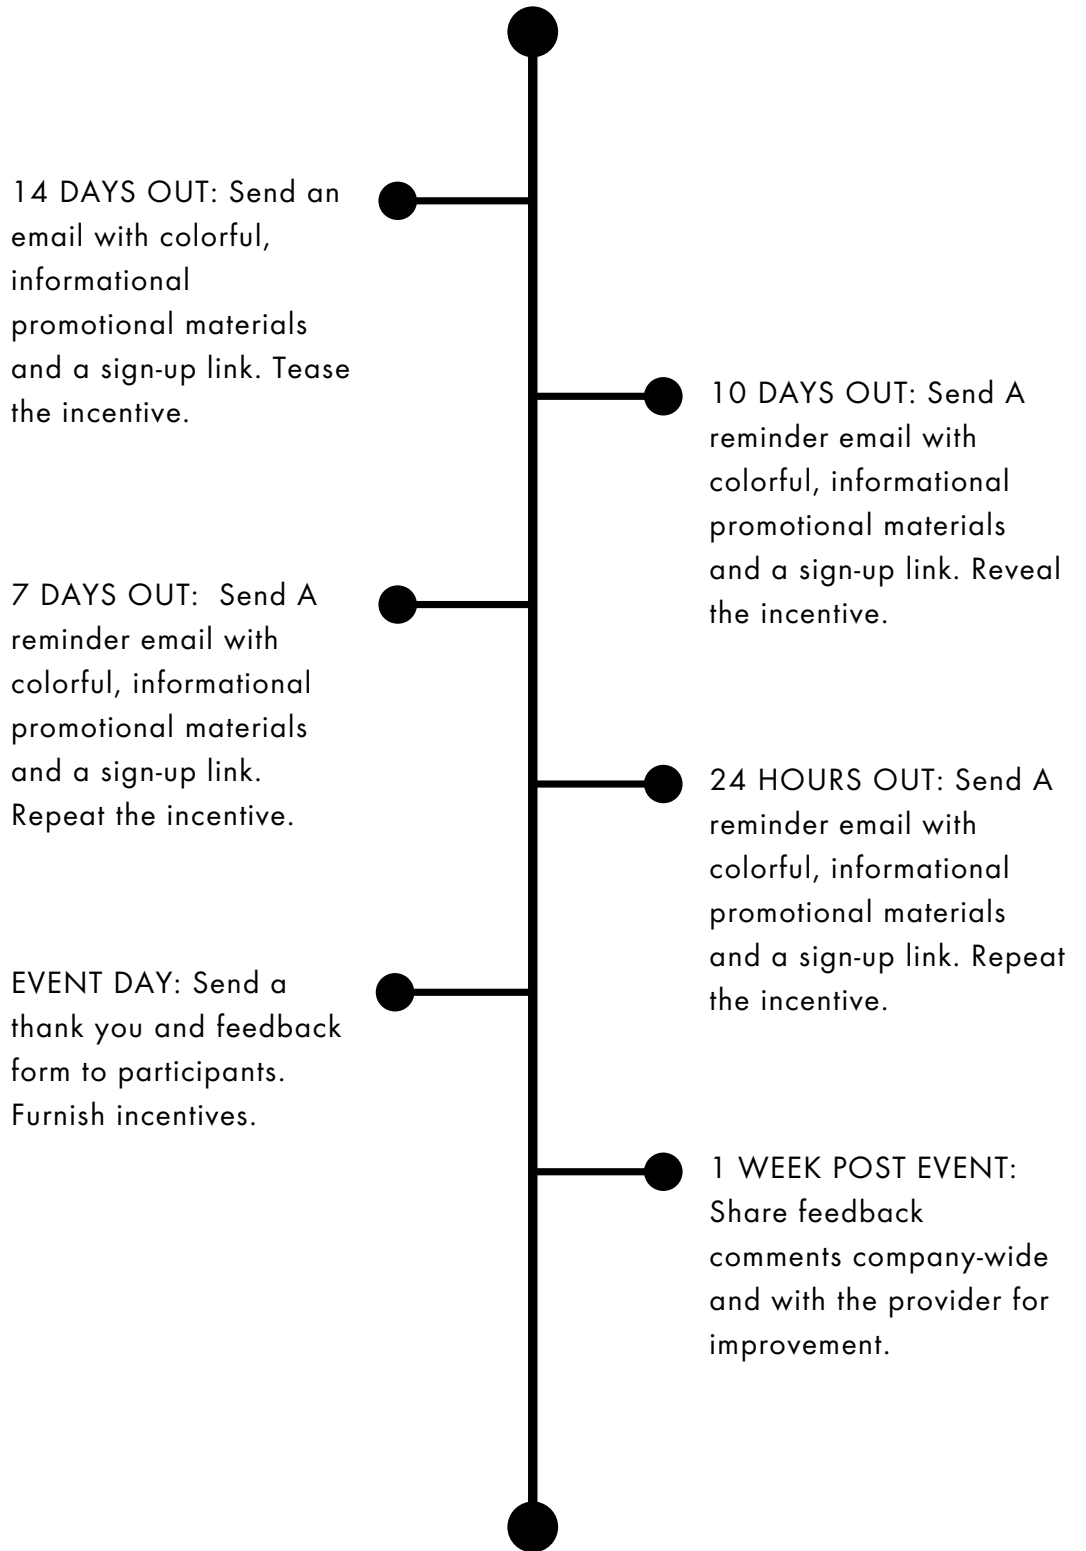 14 DAYS OUT: Send an
email with colorful,
informational
promotional materials
and a sign-up link. Tease
the incentive.
10 DAYS OUT: Send A
reminder email with
colorful, informational
promotional materials
and a sign-up link. Reveal
the incentive.
7 DAYS OUT:  Send A
reminder email with
colorful, informational
promotional materials
and a sign-up link.
Repeat the incentive.
24 HOURS OUT: Send A
reminder email with
colorful, informational
promotional materials
and a sign-up link. Repeat
the incentive.
EVENT DAY: Send a
thank you and feedback
form to participants.
Furnish incentives.
1 WEEK POST EVENT:
Share feedback
comments company-wide
and with the provider for
improvement.